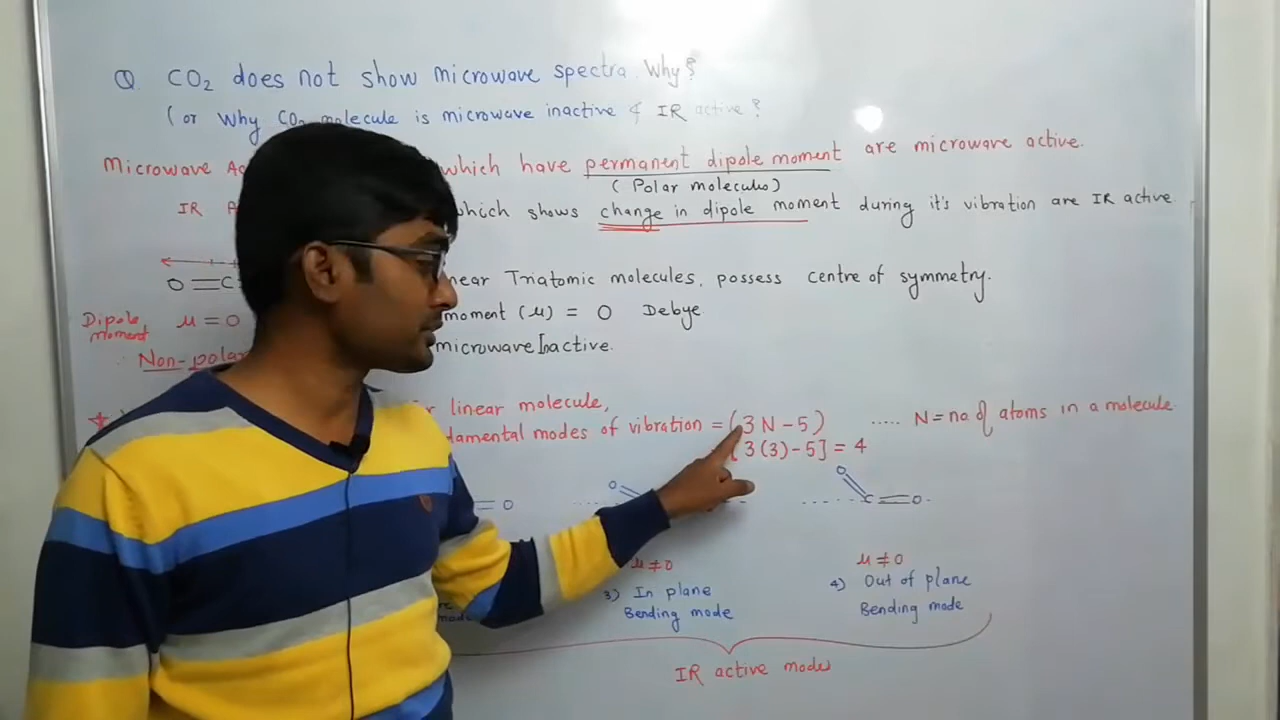 Q. CO2 does not show microwave spectra. Why?
(or Why CO2 molecule is microwave inactive & IR active?
Microwave which have permanent dipole moment are microwave active.
(Polar molecules)
IR which shows change in dipole moment during it's vibration are IR active
O=C Triatomic molecules, possess centre of symmetry.
Dipole moment μ=0 moment (μ) = 0 Debye
∴ Non-polar microwave Inactive.
linear molecule,
modes of vibration = (3N-5) ..... N=no. of atoms in a molecule
[3(3)-5] = 4
=O O C=O
μ≠0 μ≠0
3) In plane Bending mode
4) Out of plane Bending mode
IR active modes